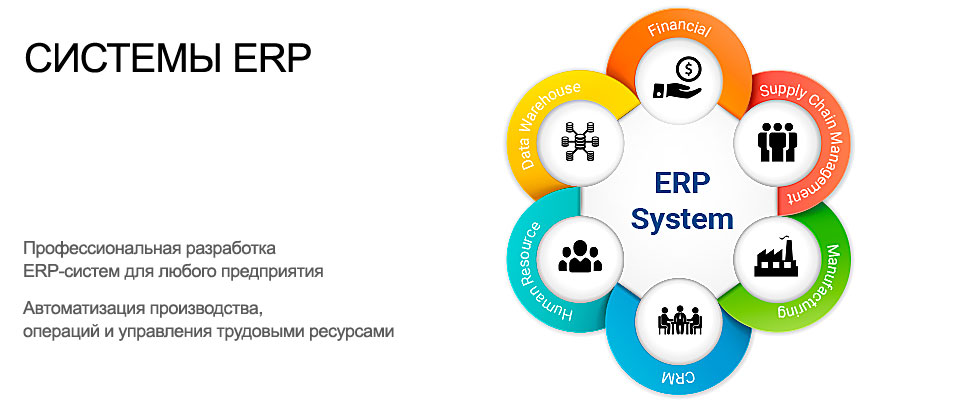 СИСТЕМЫ ERP
Профессиональная разработка
ERP-систем для любого предприятия
Автоматизация производства,
операций и управления трудовыми ресурсами
Financial
Supply Chain Management
Manufacturing
CRM
Human Resource
Data Warehouse
ERP
System